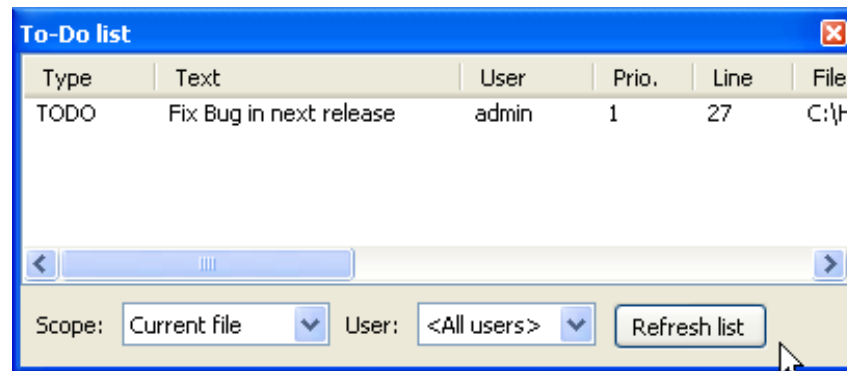 To-Do list
Type Text User Prio. Line File
TODO Fix Bug in next release admin 1 27 C:\H
Scope: Current file User: <All users> Refresh list